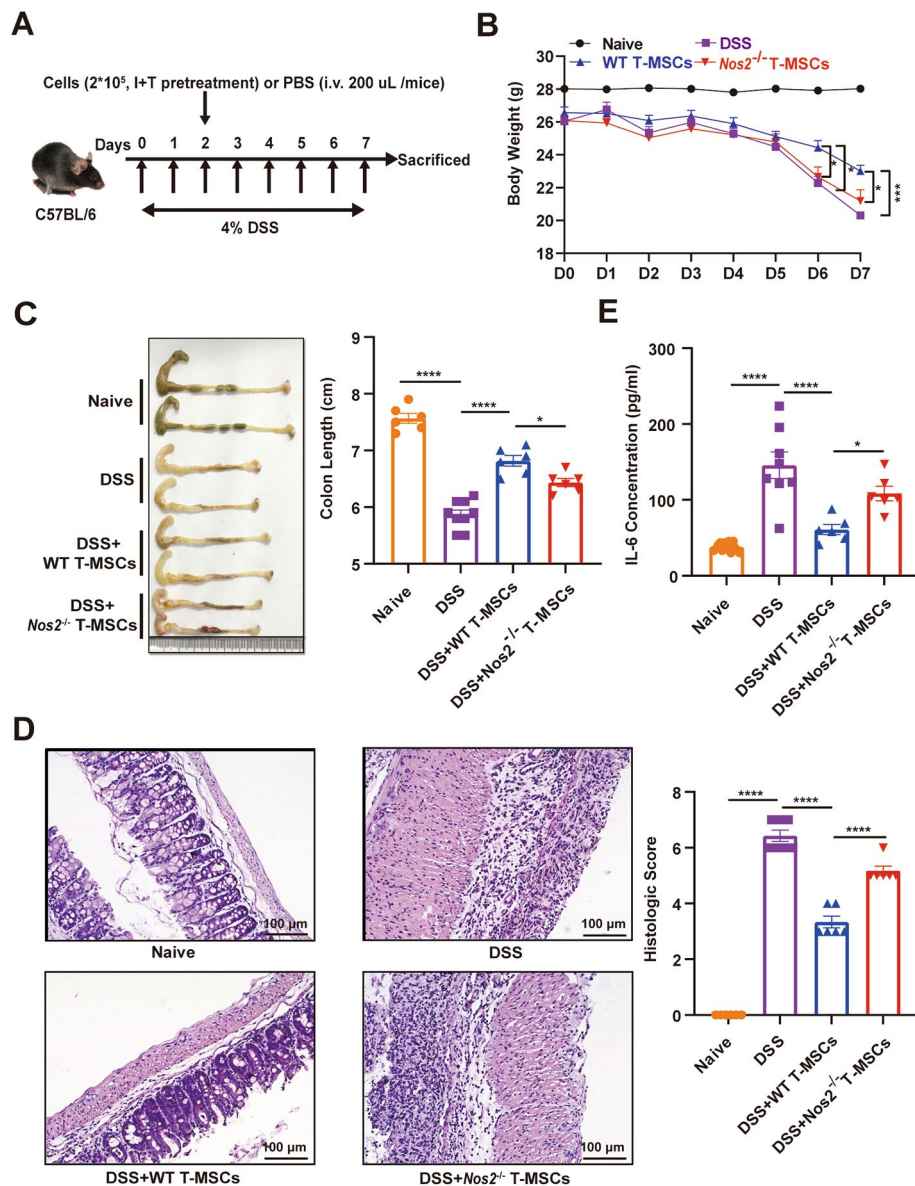 A
Cells (2*10⁵, I+T pretreatment) or PBS (i.v. 200 uL /mice)
Days 0 1 2 3 4 5 6 7
Sacrificed
C57BL/6
4% DSS
B
Naive DSS
WT T-MSCs Nos2⁻/⁻ T-MSCs
Body Weight (g)
28
26
24
22
20
18
D0 D1 D2 D3 D4 D5 D6 D7
* * * ***
C
Naive
DSS
DSS+
WT T-MSCs
DSS+
Nos2⁻/⁻ T-MSCs
Colon Length (cm)
9
8
7
6
5
**** **** *
Naive
DSS
DSS+WT T-MSCs
DSS+Nos2⁻/⁻ T-MSCs
E
IL-6 Concentration (pg/ml)
300
200
100
0
**** **** *
Naive
DSS
DSS+WT T-MSCs
DSS+Nos2⁻/⁻ T-MSCs
D
100 μm
Naive
100 μm
DSS
100 μm
DSS+WT T-MSCs
100 μm
DSS+Nos2⁻/⁻ T-MSCs
Histologic Score
8
6
4
2
0
**** **** ****
Naive
DSS
DSS+WT T-MSCs
DSS+Nos2⁻/⁻ T-MSCs